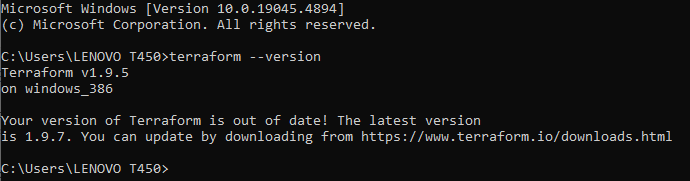 Microsoft Windows [Version 10.0.19045.4894]
(c) Microsoft Corporation. All rights reserved.
C:\Users\LENOVO T450>terraform --version
Terraform v1.9.5
on windows_386
Your version of Terraform is out of date! The latest version
is 1.9.7. You can update by downloading from https://www.terraform.io/downloads.html
C:\Users\LENOVO T450>